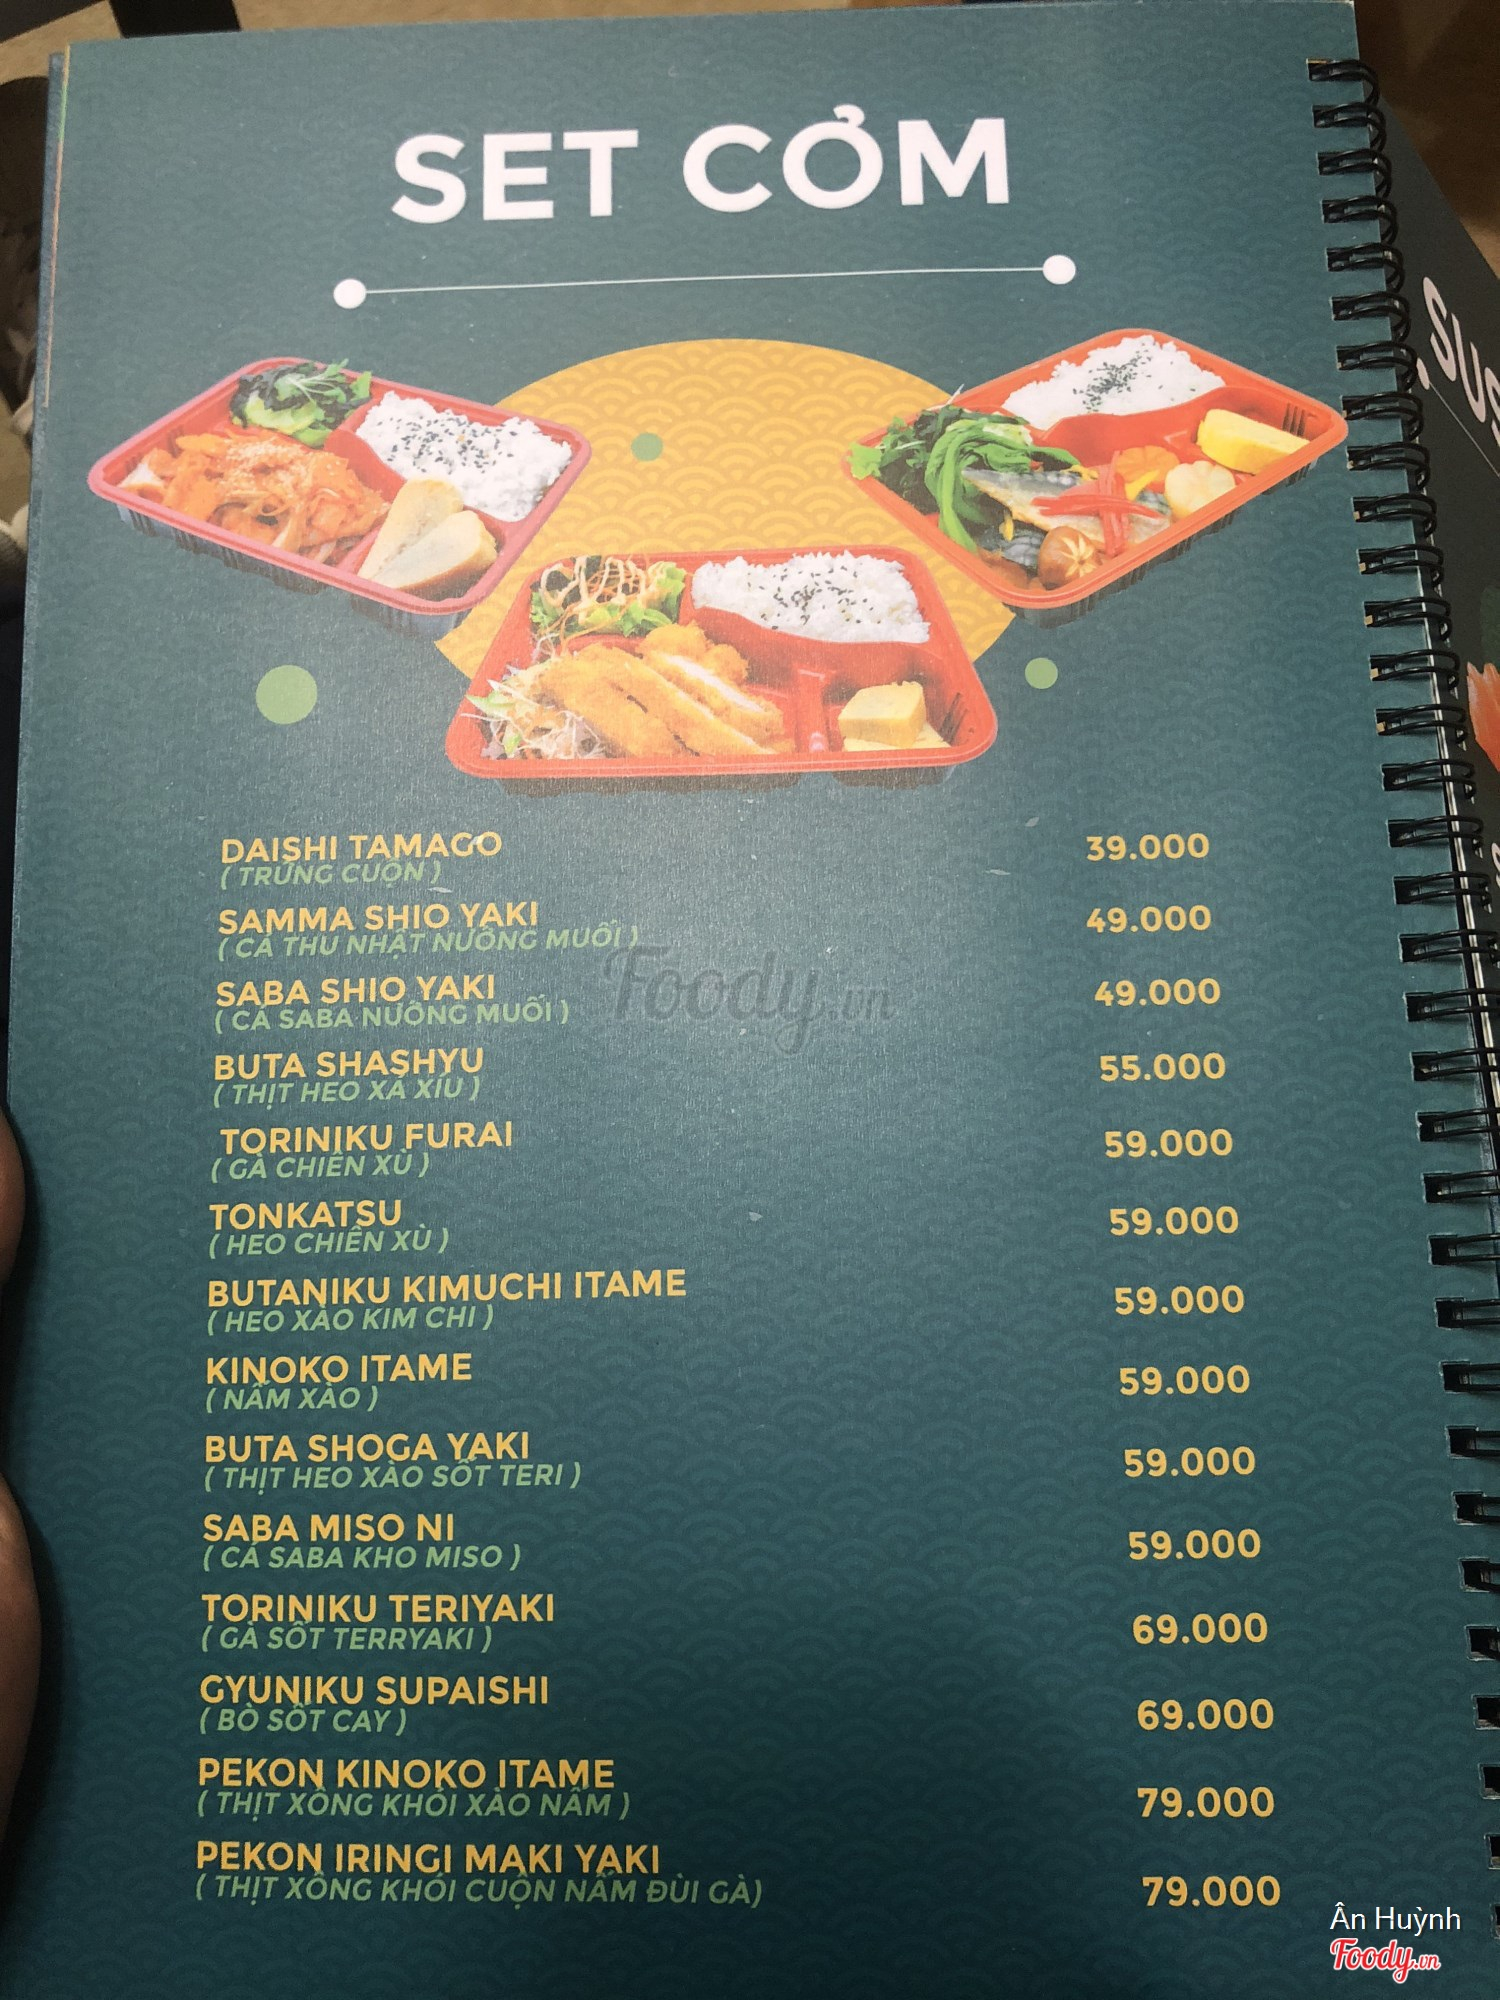 SET CƠM
DAISHI TAMAGO
39.000
( TRỨNG CUỘN )
SAMMA SHIO YAKI
49.000
( CÁ THU NHẬT NƯỚNG MUỐI )
SABA SHIO YAKI
49.000
( CÁ SABA NƯỚNG MUỐI )
BUTA SHASHYU
55.000
( THỊT HEO XÁ XÍU )
TORINIKU FURAI
59.000
( GÀ CHIÊN XÙ )
TONKATSU
59.000
( HEO CHIÊN XÙ )
BUTANIKU KIMUCHI ITAME
59.000
( HEO XÀO KIM CHI )
KINOKO ITAME
59.000
( NẤM XÀO )
BUTA SHOGA YAKI
59.000
( THỊT HEO XÀO SỐT TERI )
SABA MISO NI
59.000
( CÁ SABA KHO MISO )
TORINIKU TERIYAKI
69.000
( GÀ SỐT TERRYAKI )
GYUNIKU SUPAISHI
69.000
( BÒ SỐT CAY )
PEKON KINOKO ITAME
79.000
( THỊT XÔNG KHÓI XÀO NẤM )
PEKON IRINGI MAKI YAKI
79.000
( THỊT XÔNG KHÓI CUỘN NẤM ĐÙI GÀ)
Foody.vn
Ân Huỳnh
Foody.vn